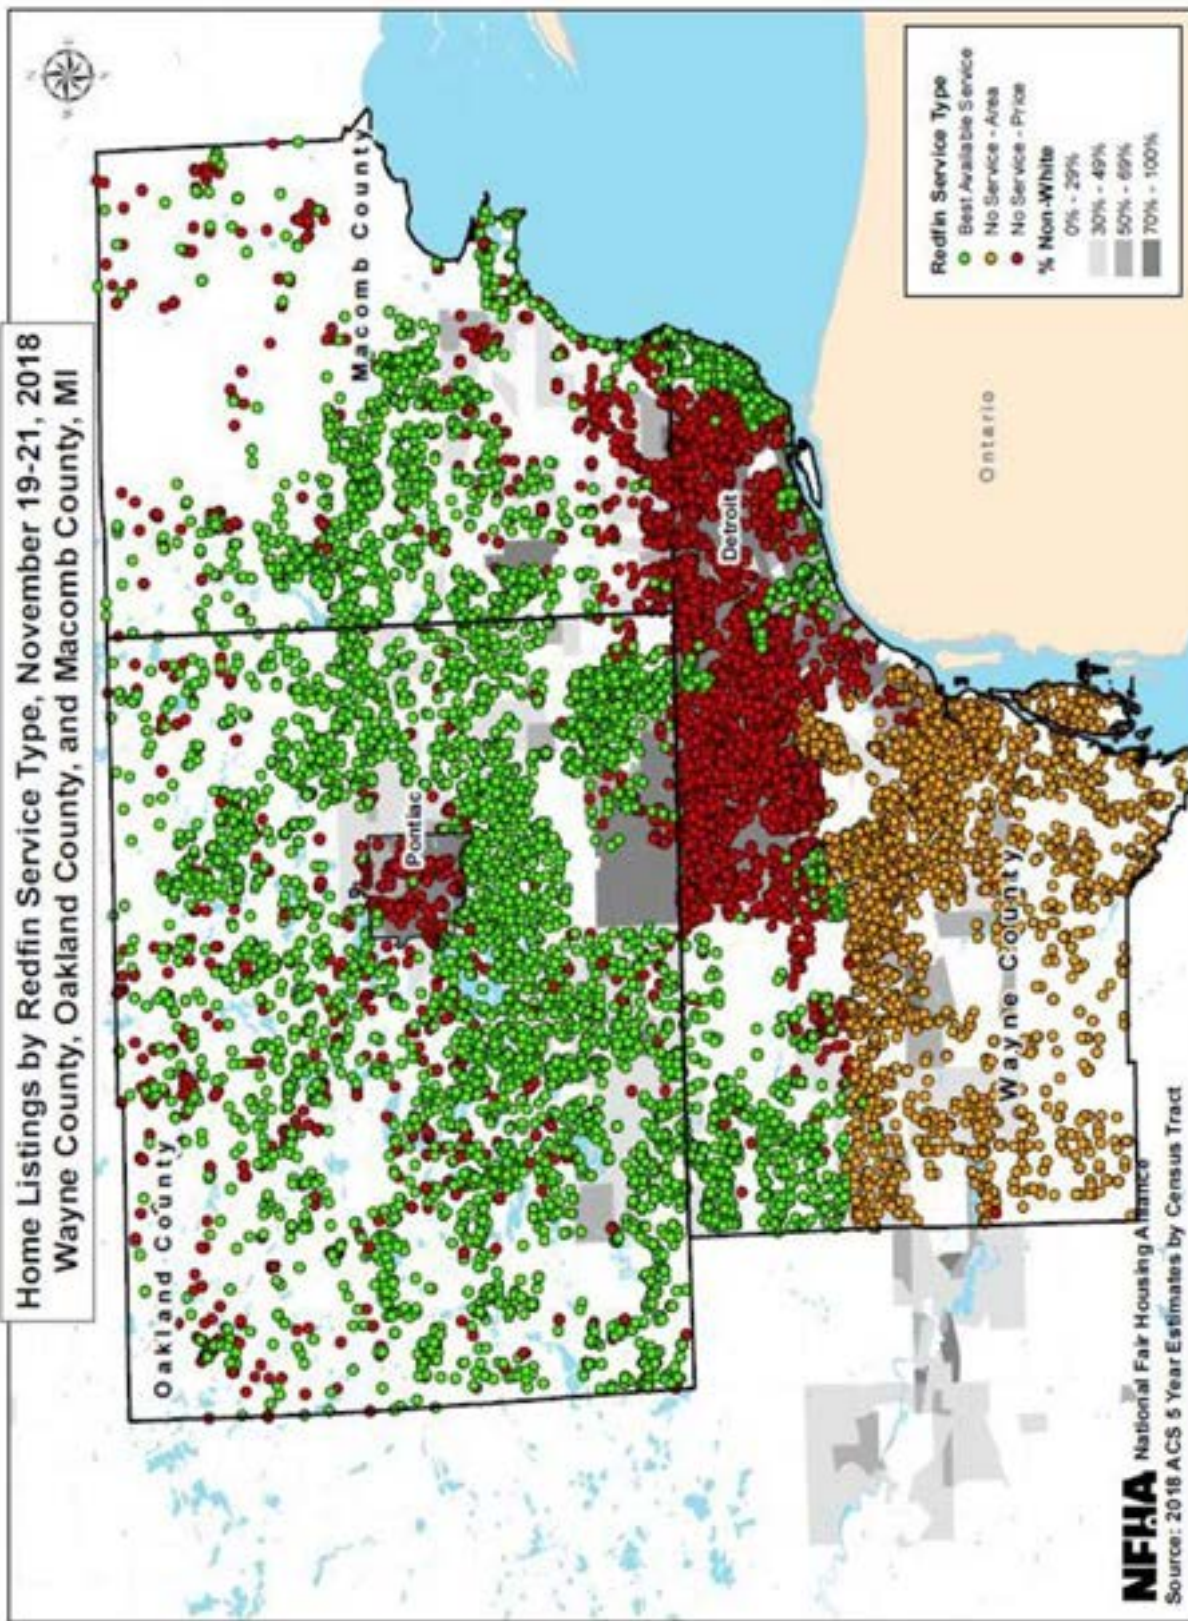 Home Listings by Redfin Service Type, November 19-21, 2018
Wayne County, Oakland County, and Macomb County, MI
Oakland County
Macomb County
Pontiac
Detroit
Wayne County
Ontario
Redfin Service Type
Best Available Service
No Service - Area
No Service - Price
% Non-White
0% - 29%
30% - 49%
50% - 69%
70% - 100%
NFHA National Fair Housing Alliance
Source: 2018 ACS 5 Year Estimates by Census Tract